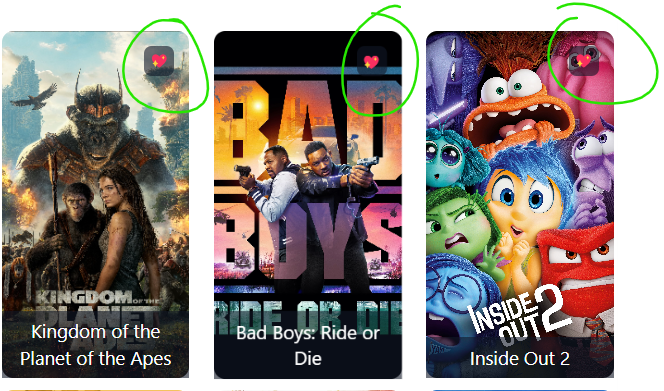 KINGDOM OF THE
PLANET OF THE APES
Kingdom of the
Planet of the Apes
BAD
BOYS
RIDE OR DIE
Bad Boys: Ride or
Die
INSIDE
OUT 2
Inside Out 2